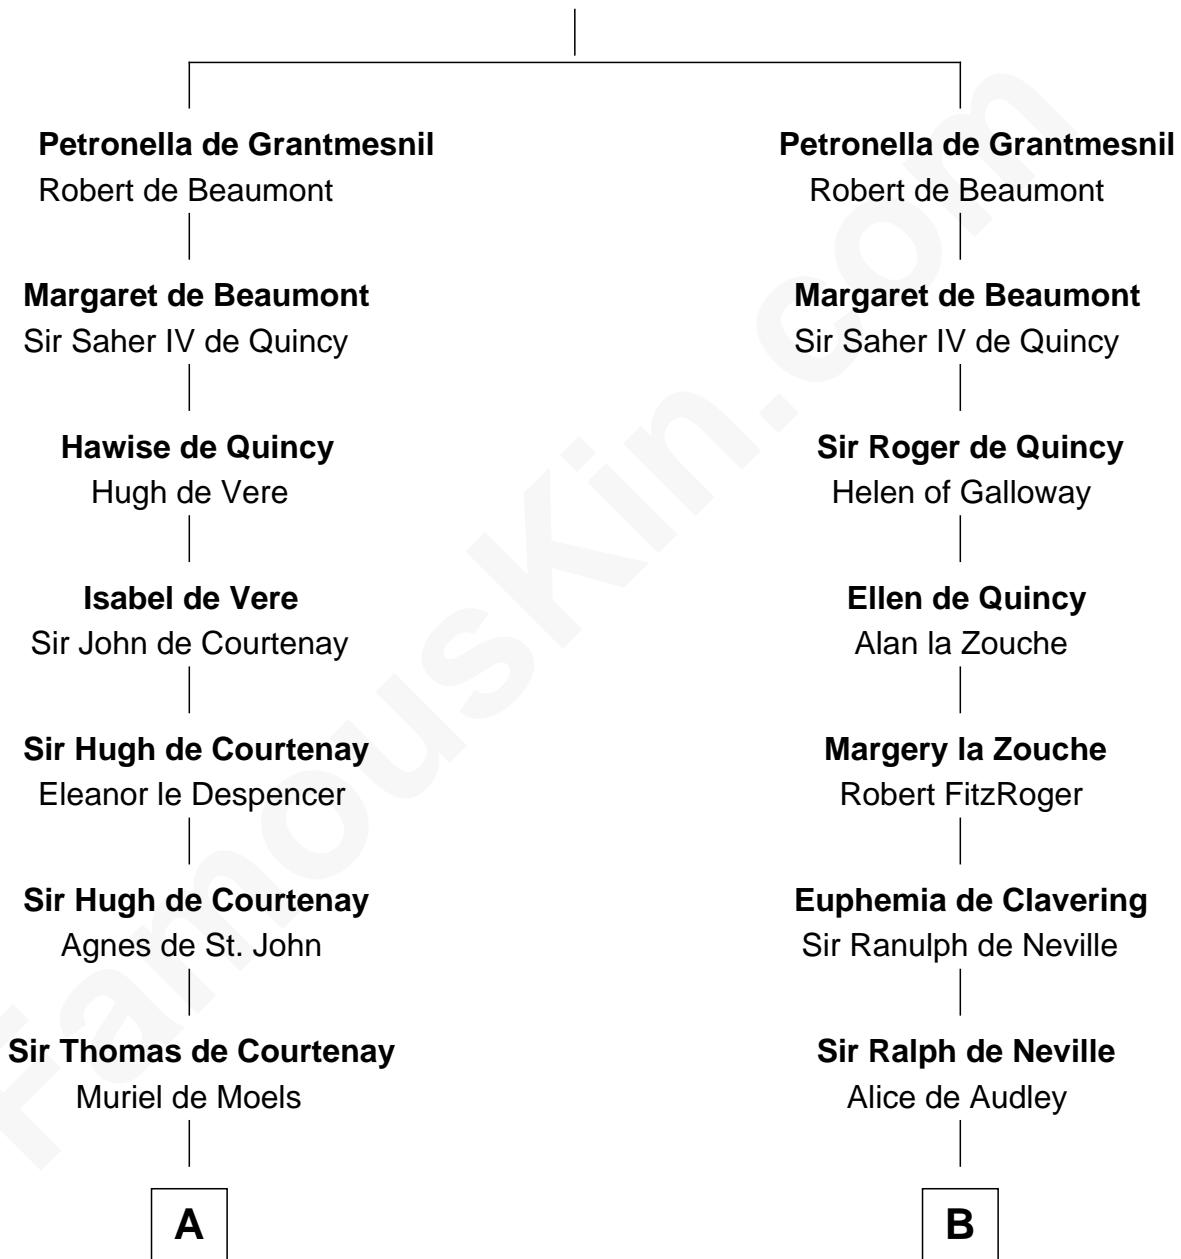 Petronella de Grantmesnil
Robert de Beaumont
Margaret de Beaumont
Sir Saher IV de Quincy
Hawise de Quincy
Hugh de Vere
Isabel de Vere
Sir John de Courtenay
Sir Hugh de Courtenay
Eleanor le Despencer
Sir Hugh de Courtenay
Agnes de St. John
Sir Thomas de Courtenay
Muriel de Moels
A
Petronella de Grantmesnil
Robert de Beaumont
Margaret de Beaumont
Sir Saher IV de Quincy
Sir Roger de Quincy
Helen of Galloway
Ellen de Quincy
Alan la Zouche
Margery la Zouche
Robert FitzRoger
Euphemia de Clavering
Sir Ranulph de Neville
Sir Ralph de Neville
Alice de Audley
B
FamousKin.com